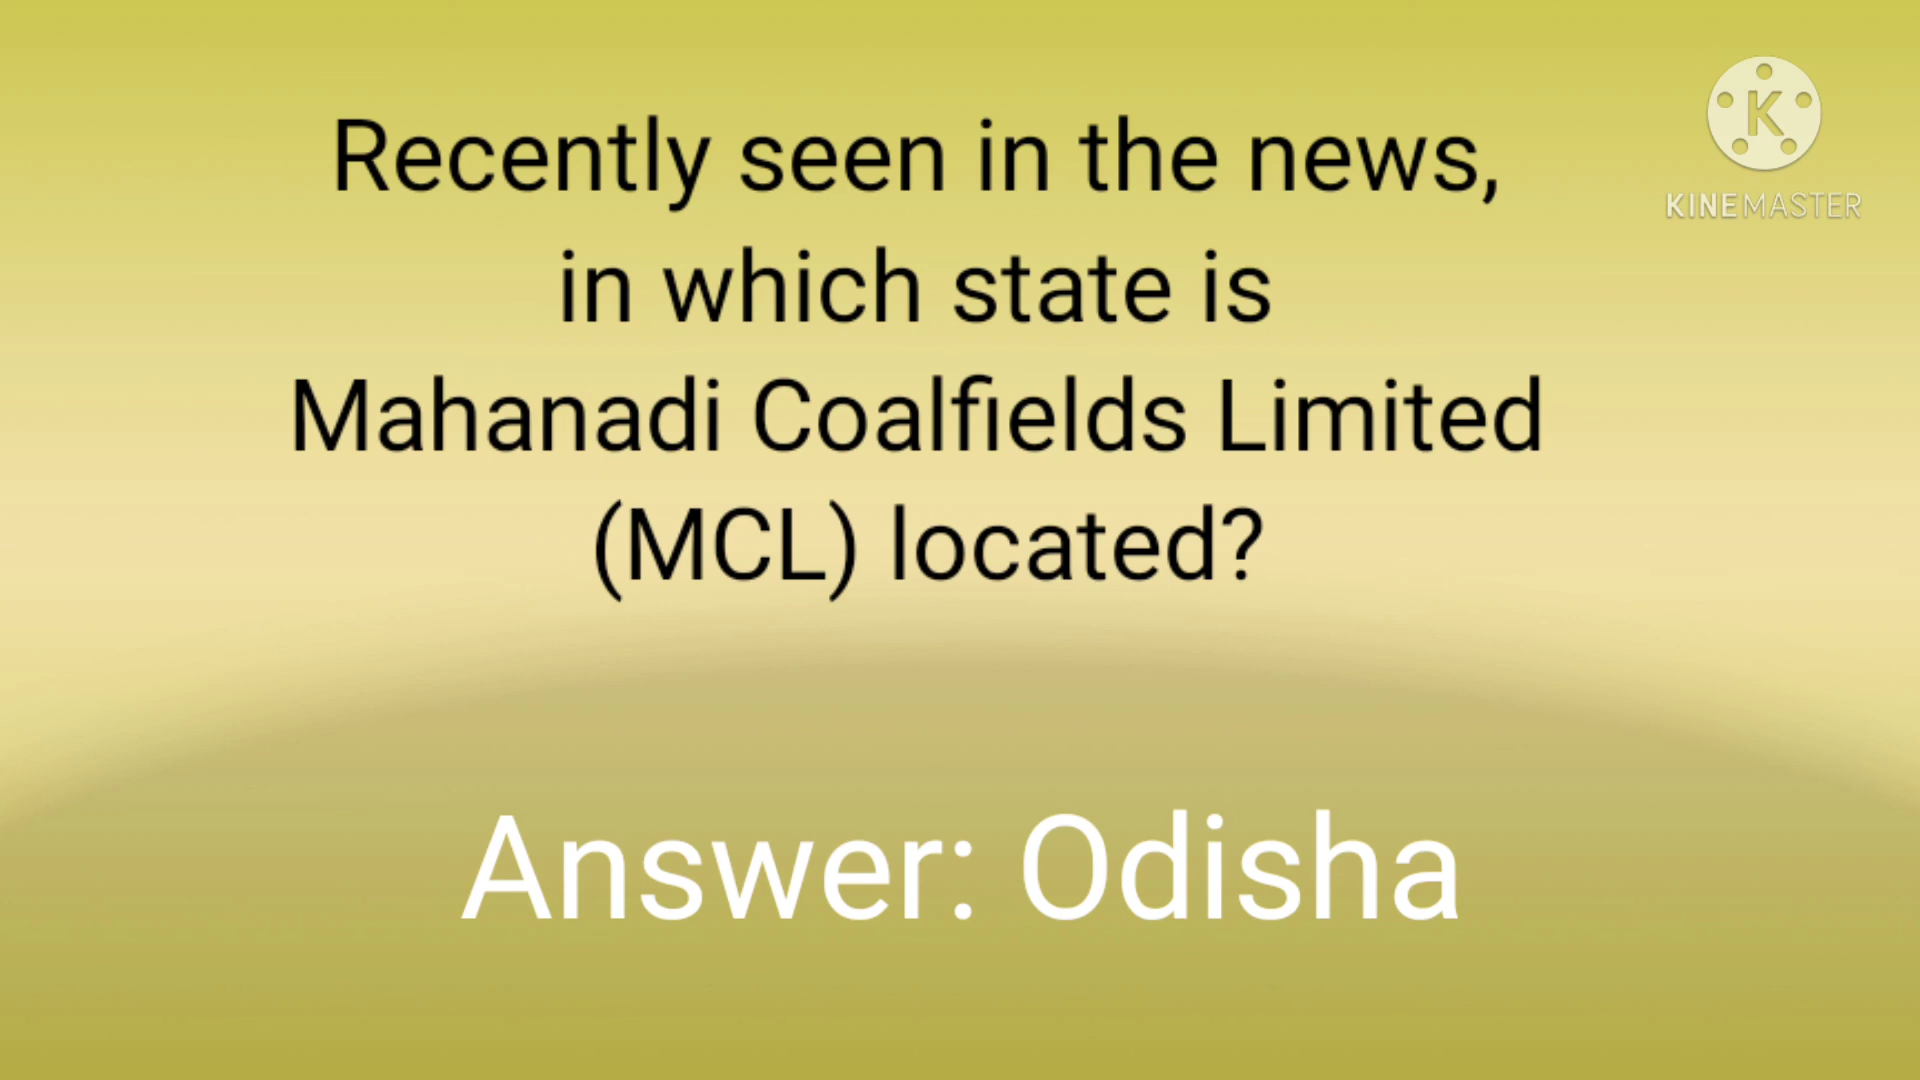 Recently seen in the news,
in which state is
Mahanadi Coalfields Limited
(MCL) located?
Answer: Odisha
K
KINEMASTER